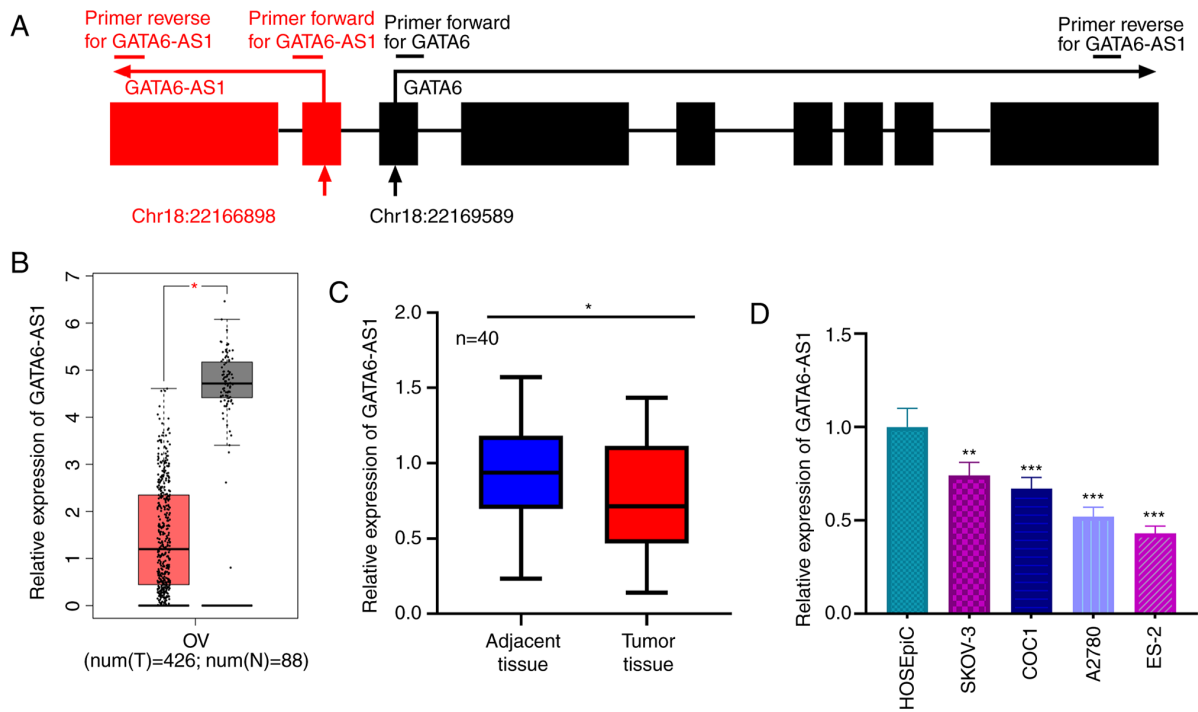 A
Primer reverse
for GATA6-AS1
Primer forward
for GATA6-AS1
Primer forward
for GATA6
Primer reverse
for GATA6-AS1
GATA6-AS1
GATA6
Chr18:22166898
Chr18:22169589
B
Relative expression of GATA6-AS1
7
6
5
4
3
2
1
0
*
OV
(num(T)=426; num(N)=88)
C
Relative expression of GATA6-AS1
2.0
1.5
1.0
0.5
0.0
n=40
*
Adjacent
tissue
Tumor
tissue
D
Relative expression of GATA6-AS1
1.5
1.0
0.5
0.0
**
***
***
***
HOSEpiC
SKOV-3
COC1
A2780
ES-2